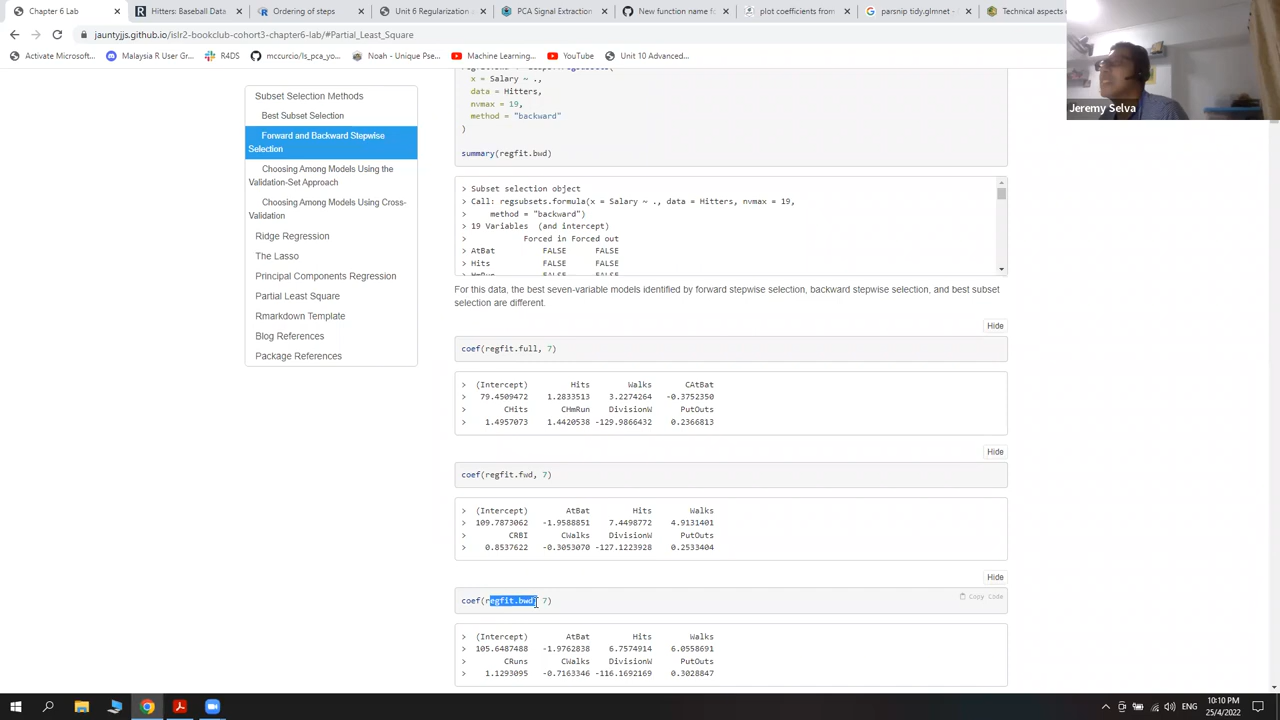 Chapter 6 Lab
Hitters: Baseball Data
Ordering of steps
Unit 6 Regularization
PCA Signal Extraction
New function name fo
plot coefficients from
parsnip tidy.glmnet -
Technical aspects
jauntyjjs.github.io/islr2-bookclub-cohort3-chapter6-lab/#Partial_Least_Square
Activate Microsoft...
Malaysia R User Gr...
R4DS
mccurcio/ls_pca_yo...
Noah - Unique Pse...
Machine Learning...
YouTube
Unit 10 Advanced...
Jeremy Selva
Subset Selection Methods
Best Subset Selection
Forward and Backward Stepwise
Selection
Choosing Among Models Using the
Validation-Set Approach
Choosing Among Models Using Cross-
Validation
Ridge Regression
The Lasso
Principal Components Regression
Partial Least Square
Rmarkdown Template
Blog References
Package References
x = Salary ~ .,
data = Hitters,
nvmax = 19,
method = "backward"
)
summary(regfit.bwd)
> Subset selection object
> Call: regsubsets.formula(x = Salary ~ ., data = Hitters, nvmax = 19,
> method = "backward")
> 19 Variables (and intercept)
> Forced in Forced out
> AtBat FALSE FALSE
> Hits FALSE FALSE
> HmRun FALSE FALSE
For this data, the best seven-variable models identified by forward stepwise selection, backward stepwise selection, and best subset
selection are different.
Hide
coef(regfit.full, 7)
> (Intercept) Hits Walks CAtBat
> 79.4509472 1.2833513 3.2274264 -0.3752350
> CHits CHmRun DivisionW PutOuts
> 1.4957073 1.4420538 -129.9866432 0.2366813
Hide
coef(regfit.fwd, 7)
> (Intercept) AtBat Hits Walks
> 109.7873062 -1.9588851 7.4498772 4.9131401
> CRBI CWalks DivisionW PutOuts
> 0.8537622 -0.3053070 -127.1223928 0.2533404
Hide
coef(regfit.bwd, 7)
Copy Code
> (Intercept) AtBat Hits Walks
> 105.6487488 -1.9762838 6.7574914 6.0558691
> CRuns CWalks DivisionW PutOuts
> 1.1293095 -0.7163346 -116.1692169 0.3028847
ENG
10:10 PM
25/4/2022